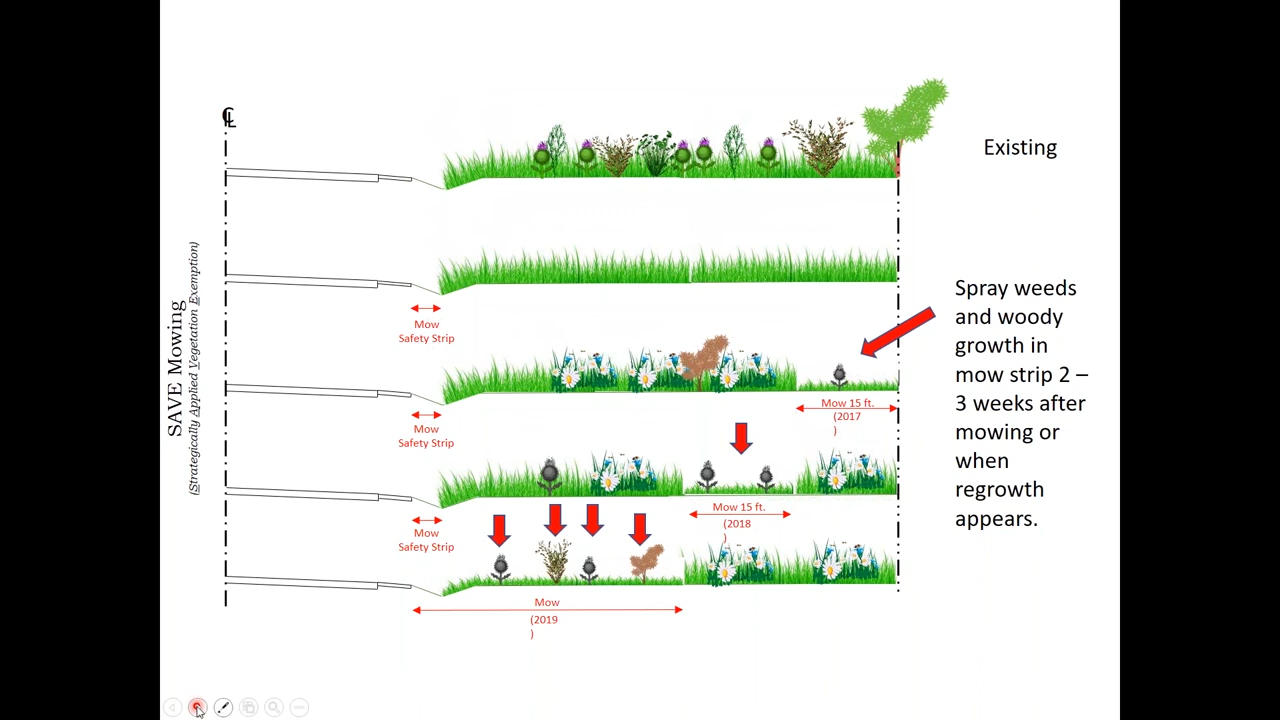 ℄
Existing
SAVE Mowing
(Strategically Applied Vegetation Exemption)
Mow
Safety Strip
Spray weeds
and woody
growth in
mow strip 2 –
3 weeks after
mowing or
when
regrowth
appears.
Mow 15 ft.
(2017
)
Mow
Safety Strip
Mow 15 ft.
(2018
)
Mow
Safety Strip
Mow
(2019
)